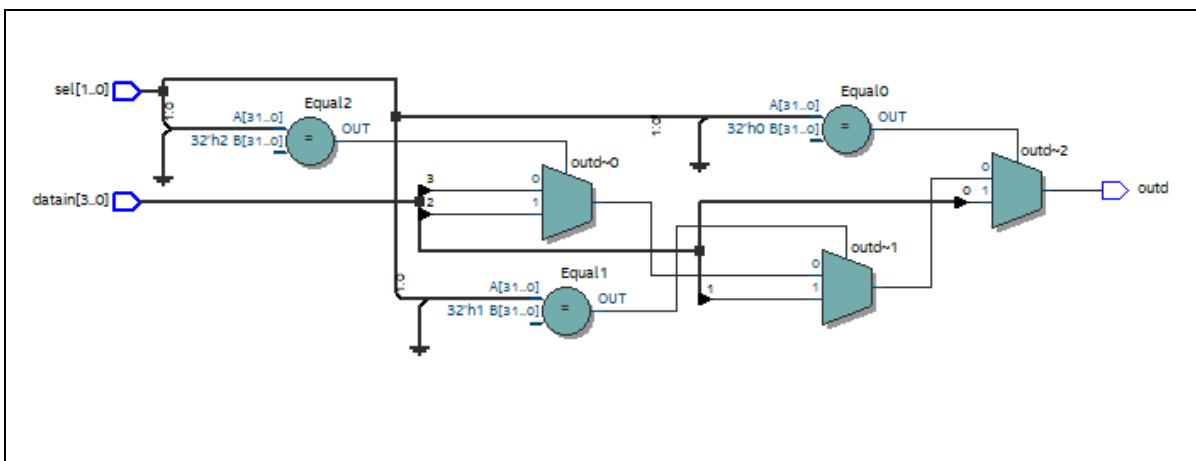 sel[1..0]
1:0
Equal2
A[31..0]
32'h2 B[31..0]
=
OUT
Equal0
A[31..0]
32'h0 B[31..0]
=
OUT
1:0
outd~0
3
0
2
1
datain[3..0]
outd~2
0
0
1
outd
outd~1
0
1
1
1:0
Equal1
A[31..0]
32'h1 B[31..0]
=
OUT